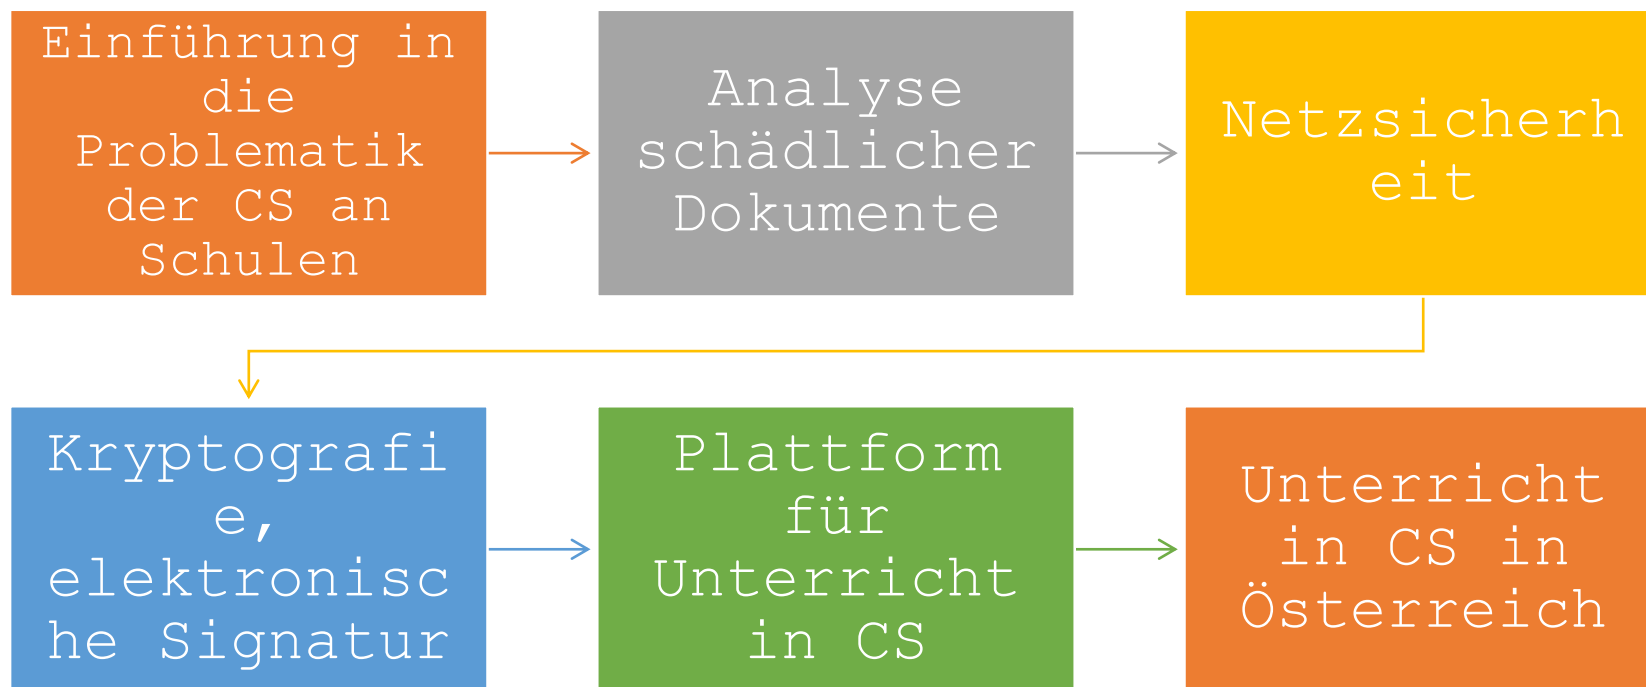 Einführung in
die
Problematik
der CS an
Schulen
Analyse
schädlicher
Dokumente
Netzsicherh
eit
Kryptografi
e,
elektronisc
he Signatur
Plattform
für
Unterricht
in CS
Unterricht
in CS in
Österreich